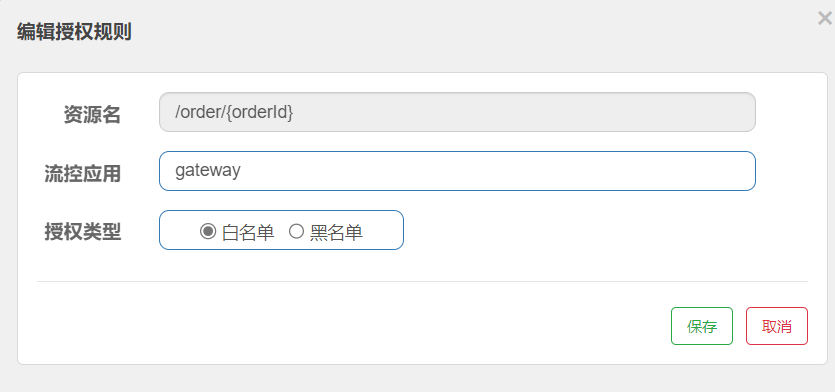 编辑授权规则
×
资源名 /order/{orderId}
流控应用 gateway
授权类型 白名单 黑名单
保存 取消